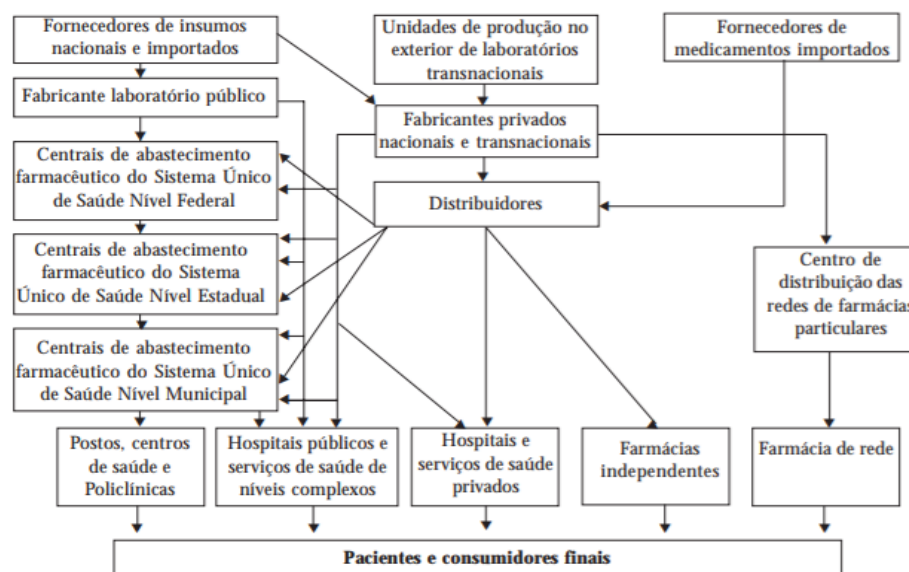 Fornecedores de insumos
nacionais e importados
Unidades de produção no
exterior de laboratórios
transnacionais
Fornecedores de
medicamentos importados
Fabricante laboratório público
Fabricantes privados
nacionais e transnacionais
Centrais de abastecimento
farmacêutico do Sistema Único
de Saúde Nível Federal
Distribuidores
Centrais de abastecimento
farmacêutico do Sistema
Único de Saúde Nível Estadual
Centro de
distribuição das
redes de farmácias
particulares
Centrais de abastecimento
farmacêutico do Sistema Único
de Saúde Nível Municipal
Postos, centros
de saúde e
Policlínicas
Hospitais públicos e
serviços de saúde de
níveis complexos
Hospitais e
serviços de saúde
privados
Farmácias
independentes
Farmácia de rede
Pacientes e consumidores finais